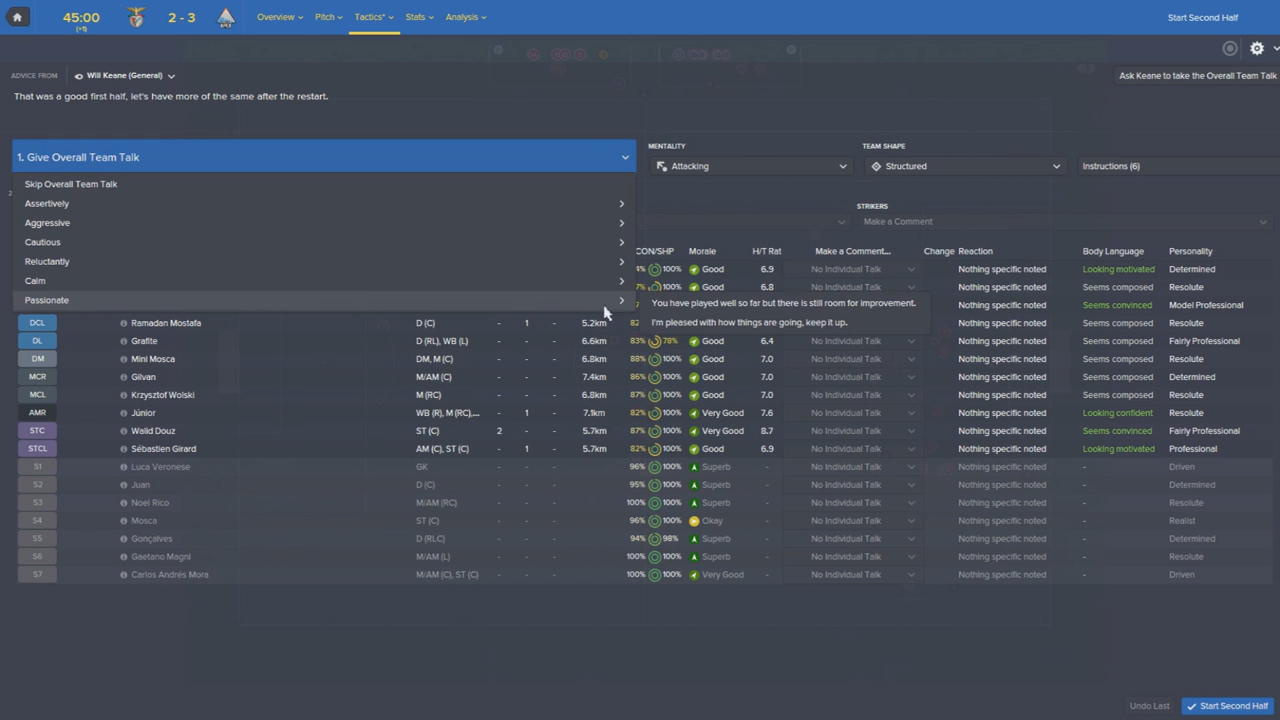 45:00 2 - 3 Overview Pitch Tactics* Stats Analysis Start Second Half
(+1)
ADVICE FROM Will Keane (General) Ask Keane to take the Overall Team Talk
That was a good first half, let's have more of the same after the restart.
1. Give Overall Team Talk
MENTALITY TEAM SHAPE
Attacking Structured Instructions (6)
Skip Overall Team Talk
Assertively
Aggressive
Cautious
Reluctantly
Calm
Passionate
You have played well so far but there is still room for improvement.
I'm pleased with how things are going, keep it up.
STRIKERS
Make a Comment
CON/SHP Morale H/T Rat Make a Comment... Change Reaction Body Language Personality
4% 100% Good 6.9 No Individual Talk Nothing specific noted Looking motivated Determined
7% 100% Good 6.8 No Individual Talk Nothing specific noted Seems composed Resolute
Nothing specific noted Seems convinced Model Professional
DCL Ramadan Mostafa D (C) - 1 - 5.2km Nothing specific noted Seems composed Resolute
DL Grafite D (RL), WB (L) - - - 6.6km 83% 78% Good 6.4 No Individual Talk Nothing specific noted Seems composed Fairly Professional
DM Mini Mosca DM, M (C) - - - 6.8km 88% 100% Good 7.0 No Individual Talk Nothing specific noted Seems composed Resolute
MCR Gilvan M/AM (C) - - - 7.4km 86% 100% Good 7.0 No Individual Talk Nothing specific noted Seems composed Determined
MCL Krzysztof Wolski M (RC) - - - 6.8km 87% 100% Good 7.0 No Individual Talk Nothing specific noted Seems composed Resolute
AMR Júnior WB (R), M (RC),... - 1 - 7.1km 82% 100% Very Good 7.6 No Individual Talk Nothing specific noted Looking confident Resolute
STC Walid Douz ST (C) 2 - - 5.7km 87% 100% Very Good 8.7 No Individual Talk Nothing specific noted Seems convinced Fairly Professional
STCL Sébastien Girard AM (C), ST (C) - 1 - 5.7km 82% 100% Good 6.9 No Individual Talk Nothing specific noted Looking motivated Professional
S1 Luca Veronese GK - - - 96% 100% Superb - No Individual Talk Nothing specific noted - Driven
S2 Juan D (C) - - - 95% 100% Superb - No Individual Talk Nothing specific noted - Determined
S3 Noel Rico M/AM (RC) - - - 100% 100% Superb - No Individual Talk Nothing specific noted - Resolute
S4 Mosca ST (C) - - - 96% 100% Okay - No Individual Talk Nothing specific noted - Realist
S5 Gonçalves D (RLC) - - - 94% 98% Superb - No Individual Talk Nothing specific noted - Determined
S6 Gaetano Magni M/AM (L) - - - 100% 100% Superb - No Individual Talk Nothing specific noted - Resolute
S7 Carlos Andrés Mora M/AM (C), ST (C) - - - 100% 100% Very Good - No Individual Talk Nothing specific noted - Driven
Undo Last Start Second Half